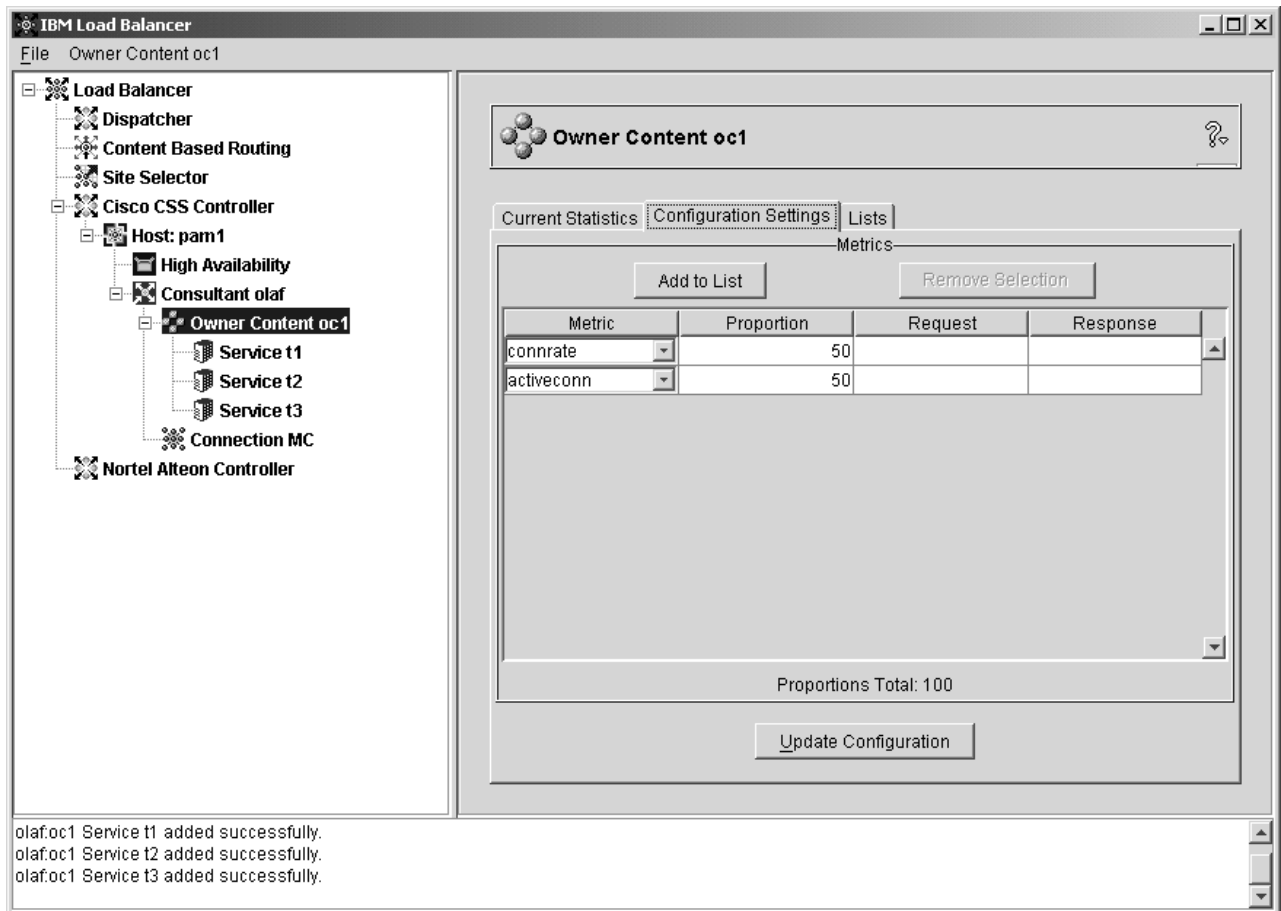 IBM Load Balancer
File Owner Content oc1
Load Balancer
Dispatcher
Content Based Routing
Site Selector
Cisco CSS Controller
Host: pam1
High Availability
Consultant olaf
Owner Content oc1
Service t1
Service t2
Service t3
Connection MC
Nortel Alteon Controller
Owner Content oc1
?
Current Statistics Configuration Settings Lists
Metrics
Add to List Remove Selection
Metric Proportion Request Response
connrate 50
activeconn 50
Proportions Total: 100
Update Configuration
olaf:oc1 Service t1 added successfully.
olaf:oc1 Service t2 added successfully.
olaf:oc1 Service t3 added successfully.